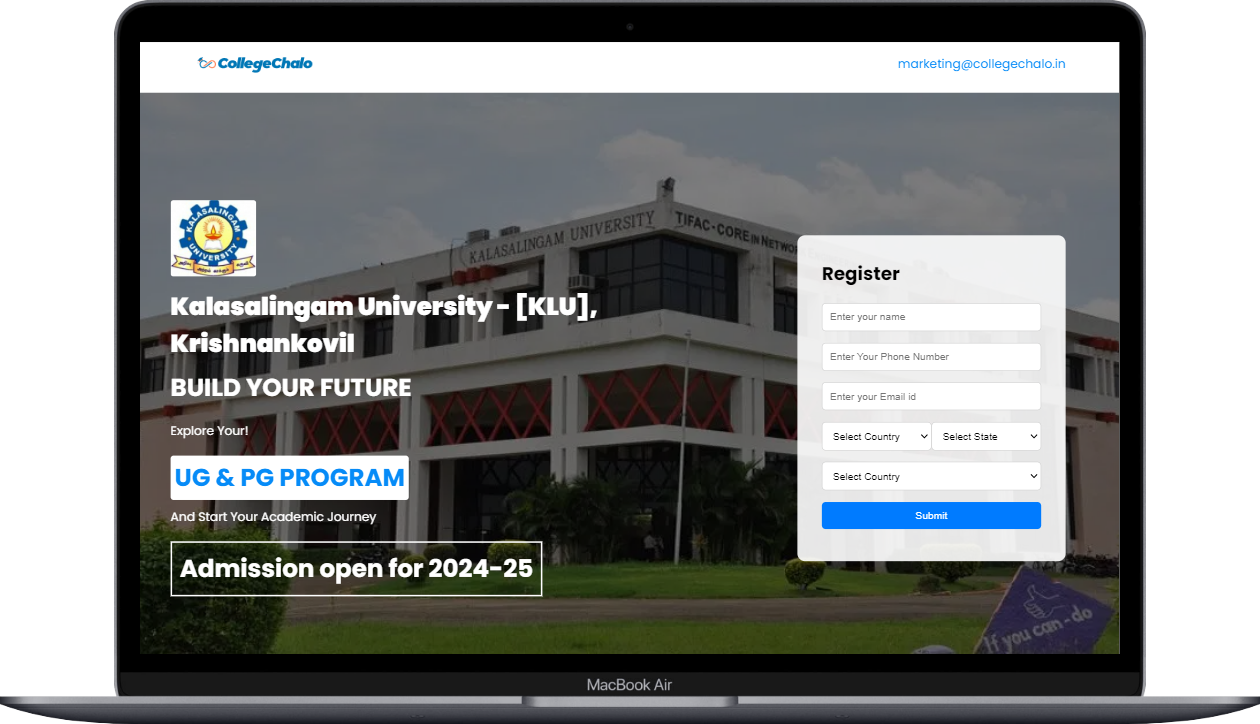 CollegeChalo
marketing@collegechalo.in
KALASALINGAM UNIVERSITY
KALASALINGAM UNIVERSITY
TIFAC-CORE IN NETWOR
Kalasalingam University - [KLU],
Krishnankovil
BUILD YOUR FUTURE
Explore Your!
UG & PG PROGRAM
And Start Your Academic Journey
Admission open for 2024-25
Register
Enter your name
Enter Your Phone Number
Enter your Email id
Select Country Select State
Select Country
Submit
If you can-do
MacBook Air